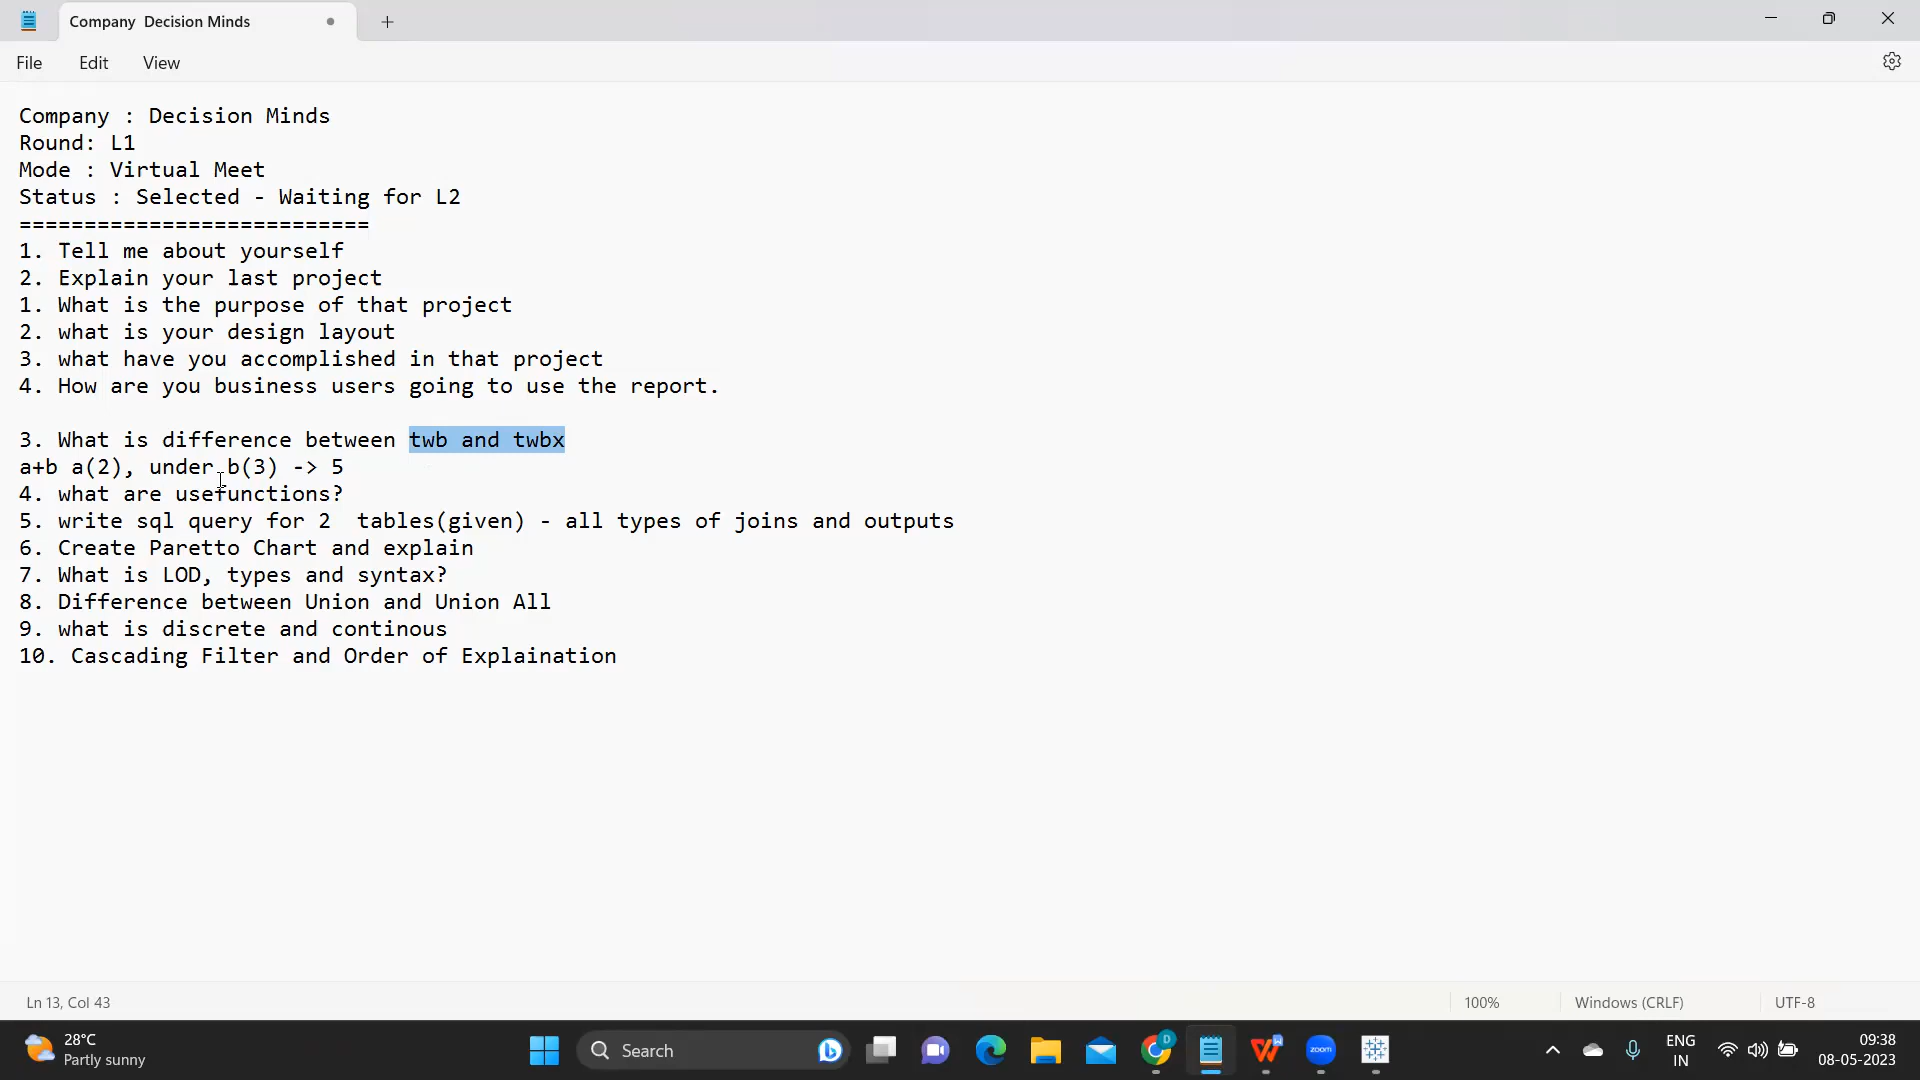 Company Decision Minds
File Edit View
Company : Decision Minds
Round: L1
Mode : Virtual Meet
Status : Selected - Waiting for L2
===========================
1. Tell me about yourself
2. Explain your last project
1. What is the purpose of that project
2. what is your design layout
3. what have you accomplished in that project
4. How are you business users going to use the report.
3. What is difference between twb and twbx
a+b a(2), under b(3) -> 5
4. what are usefunctions?
5. write sql query for 2  tables(given) - all types of joins and outputs
6. Create Paretto Chart and explain
7. What is LOD, types and syntax?
8. Difference between Union and Union All
9. what is discrete and continous
10. Cascading Filter and Order of Explaination
Ln 13, Col 43 100% Windows (CRLF) UTF-8
28°C
Partly sunny
Search
zoom
D
ENG
IN
09:38
08-05-2023